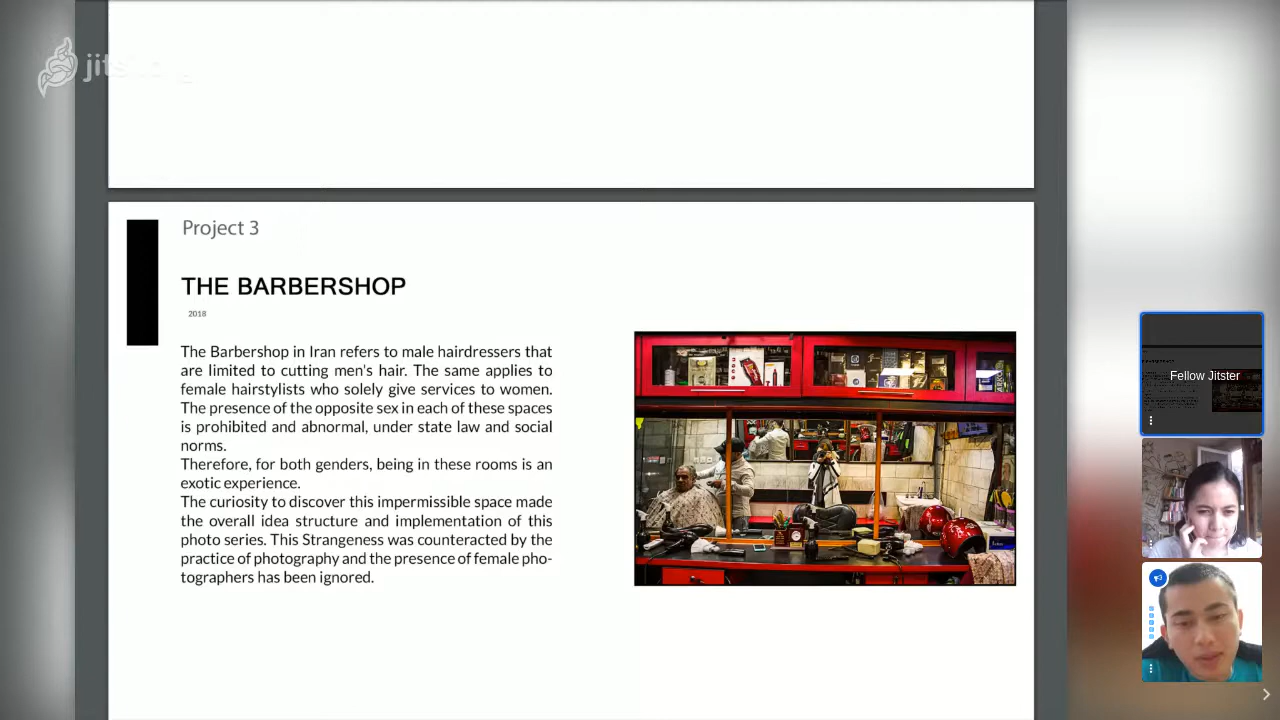 Project 3
THE BARBERSHOP
2018
The Barbershop in Iran refers to male hairdressers that
are limited to cutting men's hair. The same applies to
female hairstylists who solely give services to women.
The presence of the opposite sex in each of these spaces
is prohibited and abnormal, under state law and social
norms.
Therefore, for both genders, being in these rooms is an
exotic experience.
The curiosity to discover this impermissible space made
the overall idea structure and implementation of this
photo series. This Strangeness was counteracted by the
practice of photography and the presence of female pho-
tographers has been ignored.
Fellow Jitster